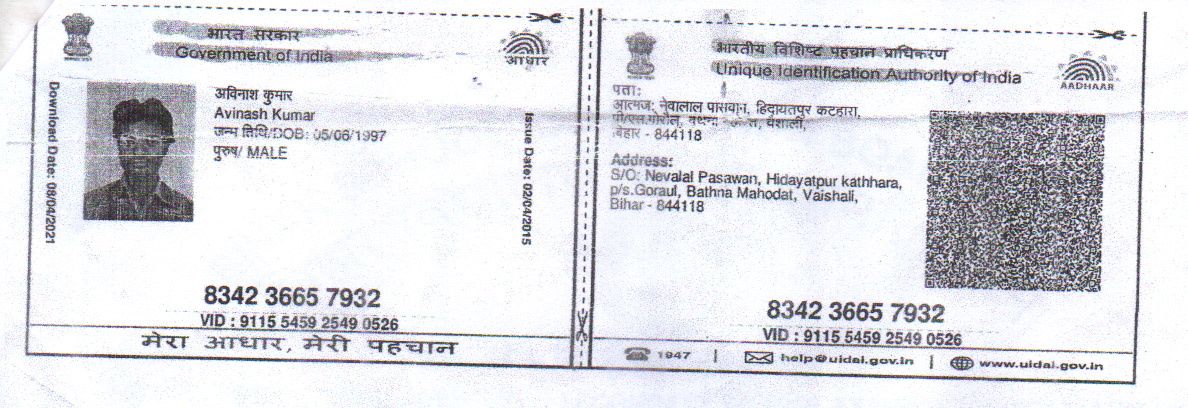 भारत सरकार
Government of India
आधार
Download Date: 08/04/2021
अविनाश कुमार
Avinash Kumar
जन्म तिथि/DOB: 05/06/1997
पुरुष/ MALE
Issue Date: 02/04/2015
8342 3665 7932
VID : 9115 5459 2549 0526
मेरा आधार, मेरी पहचान
भारतीय विशिष्ट पहचान प्राधिकरण
Unique Identification Authority of India
AADHAAR
पता:
आत्मज: नेवालाल पासवान, हिदायतपुर कटहारा,
वैशाली,
बिहार - 844118
Address:
S/O: Nevalal Pasawan, Hidayatpur kathhara,
p/s.Goraul, Bathna Mahodat, Vaishali,
Bihar - 844118
8342 3665 7932
VID : 9115 5459 2549 0526
1947 | help@uidai.gov.in | www.uidai.gov.in